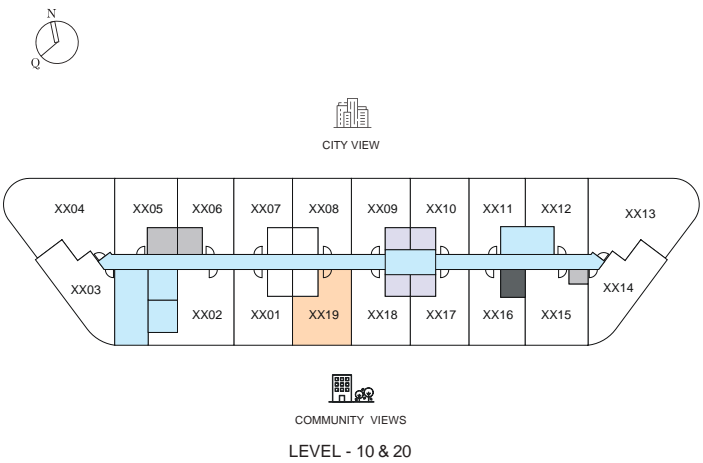 N
Q
CITY VIEW
XX04 XX05 XX06 XX07 XX08 XX09 XX10 XX11 XX12 XX13
XX03 XX02 XX01 XX19 XX18 XX17 XX16 XX15 XX14
COMMUNITY VIEWS
LEVEL - 10 & 20